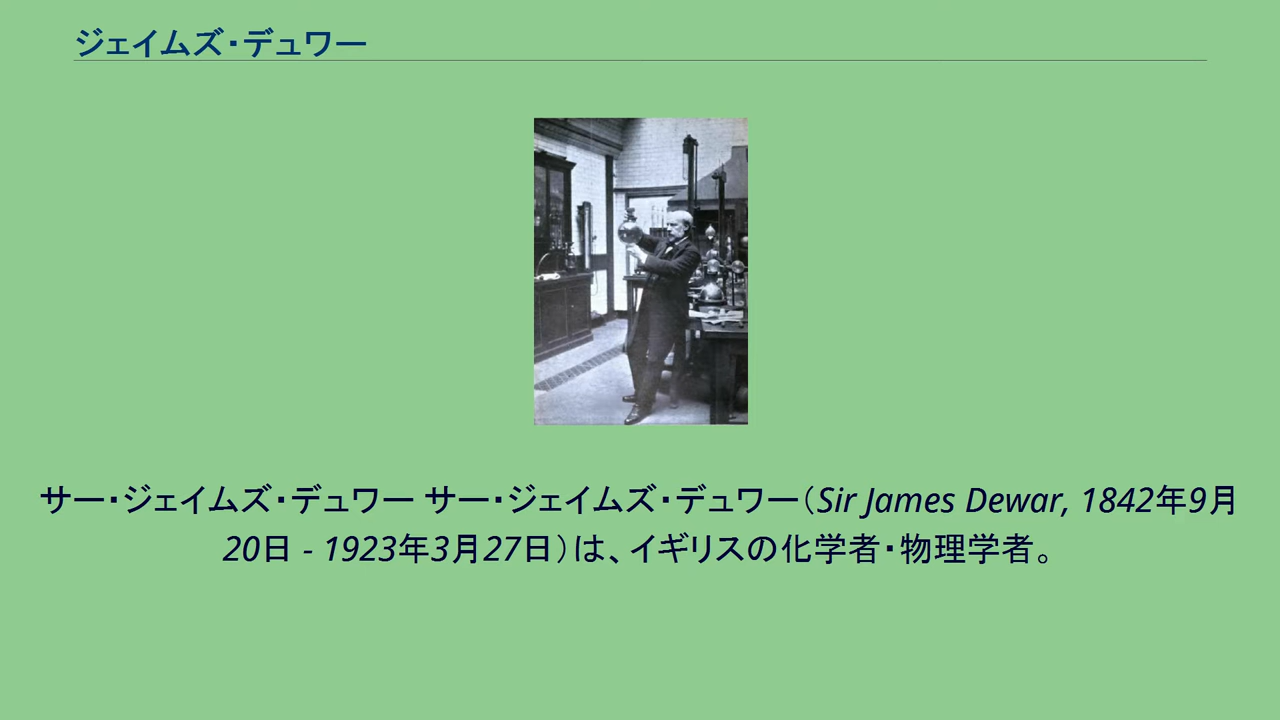 ジェイムズ・デュワー
サー・ジェイムズ・デュワー サー・ジェイムズ・デュワー（Sir James Dewar, 1842年9月
20日 - 1923年3月27日）は、イギリスの化学者・物理学者。